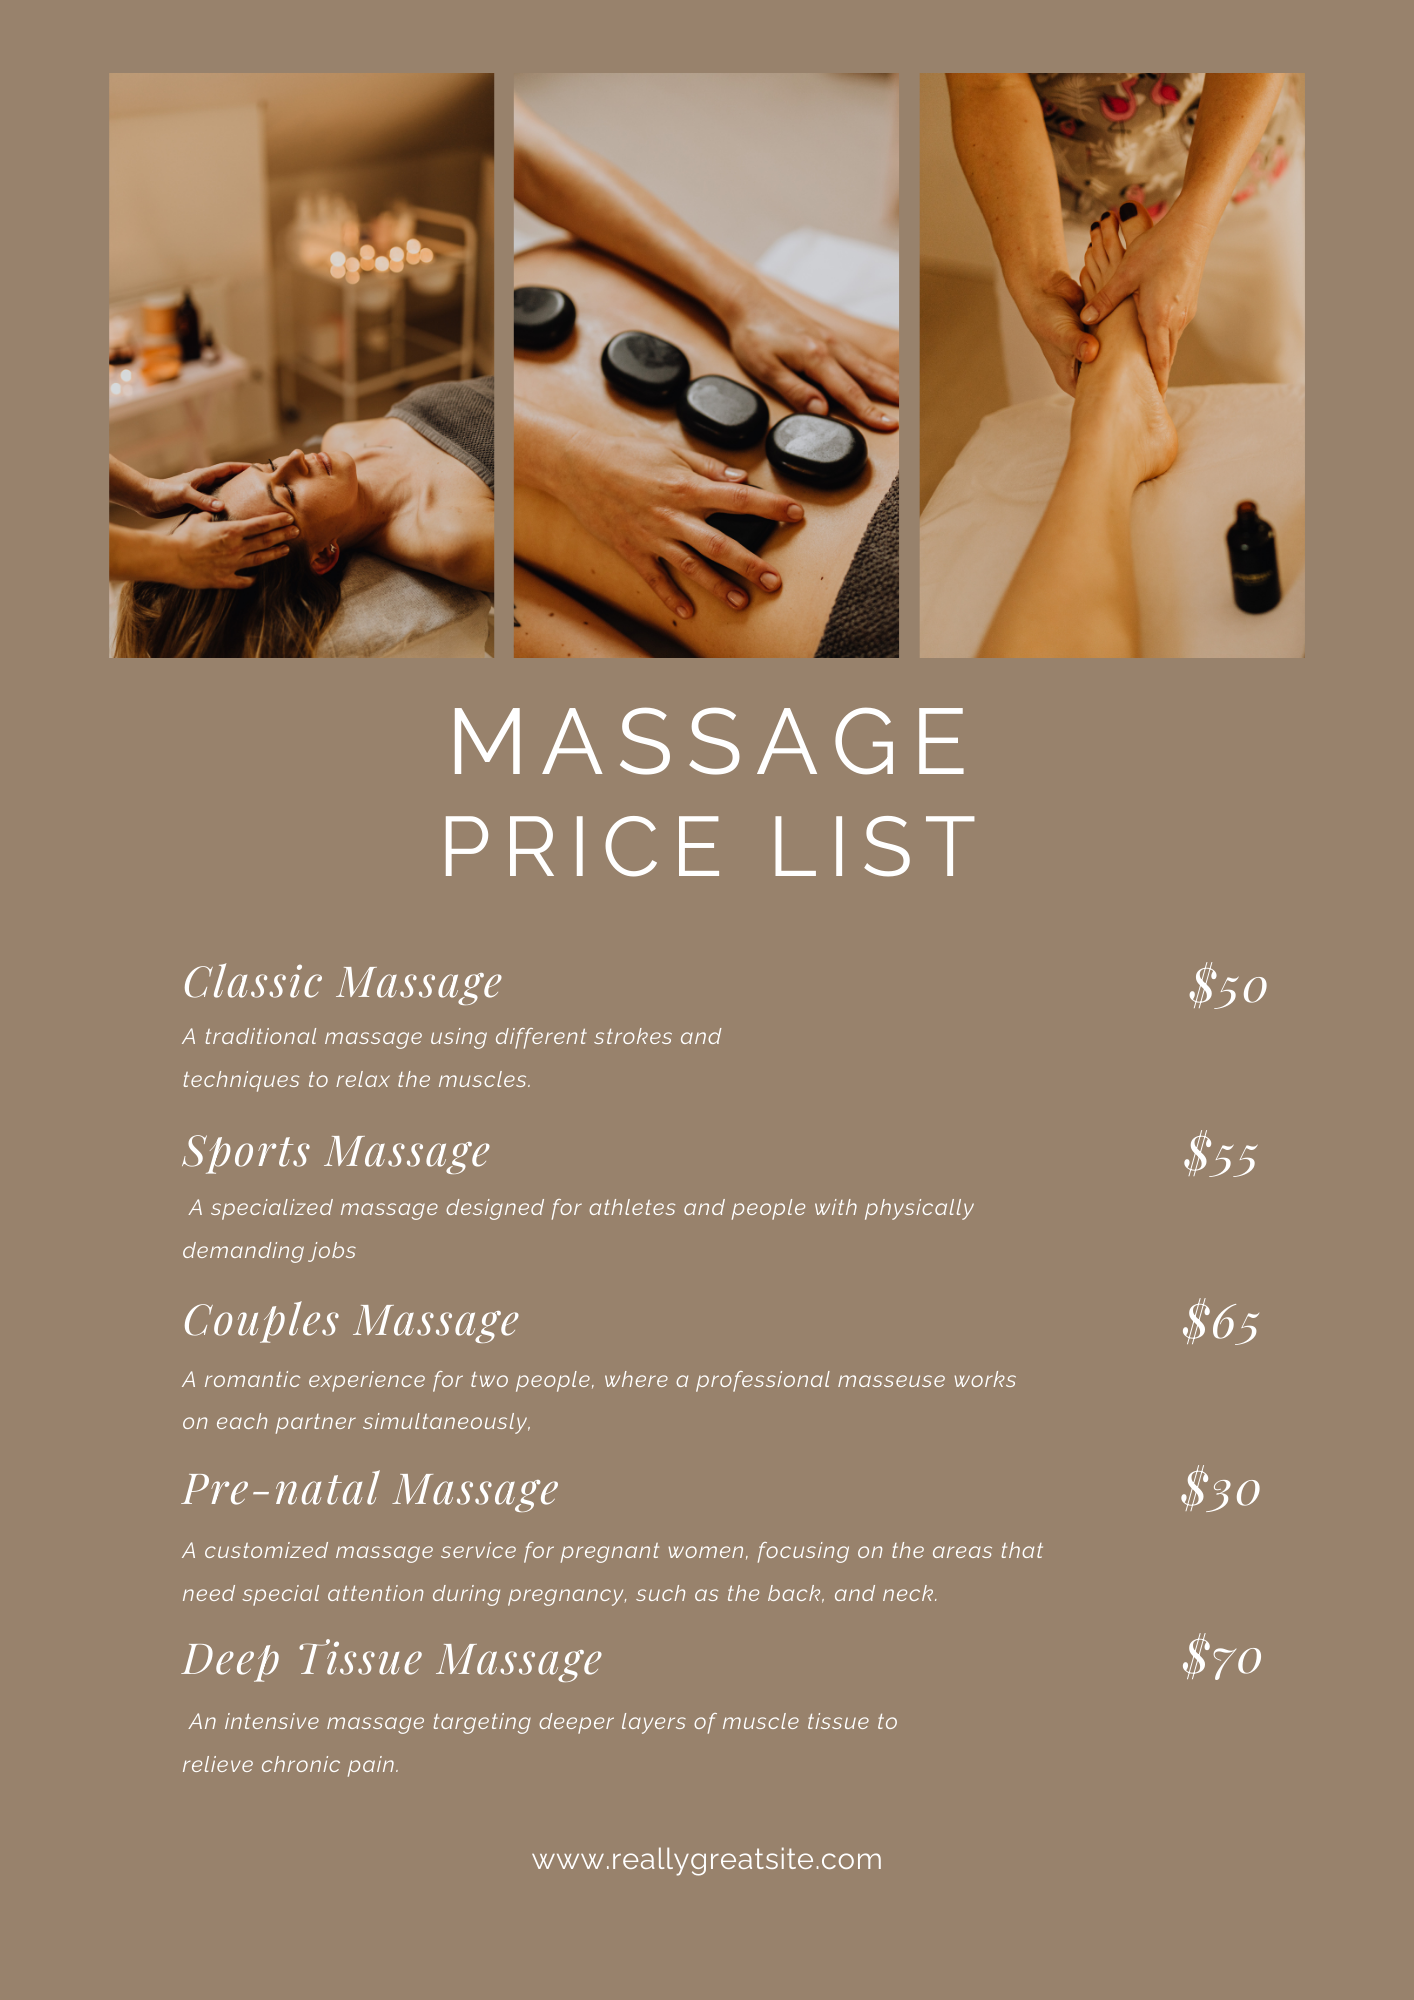 MASSAGE
PRICE LIST
Classic Massage $50
A traditional massage using different strokes and
techniques to relax the muscles.
Sports Massage $55
A specialized massage designed for athletes and people with physically
demanding jobs
Couples Massage $65
A romantic experience for two people, where a professional masseuse works
on each partner simultaneously,
Pre-natal Massage $30
A customized massage service for pregnant women, focusing on the areas that
need special attention during pregnancy, such as the back, and neck.
Deep Tissue Massage $70
An intensive massage targeting deeper layers of muscle tissue to
relieve chronic pain.
www.reallygreatsite.com